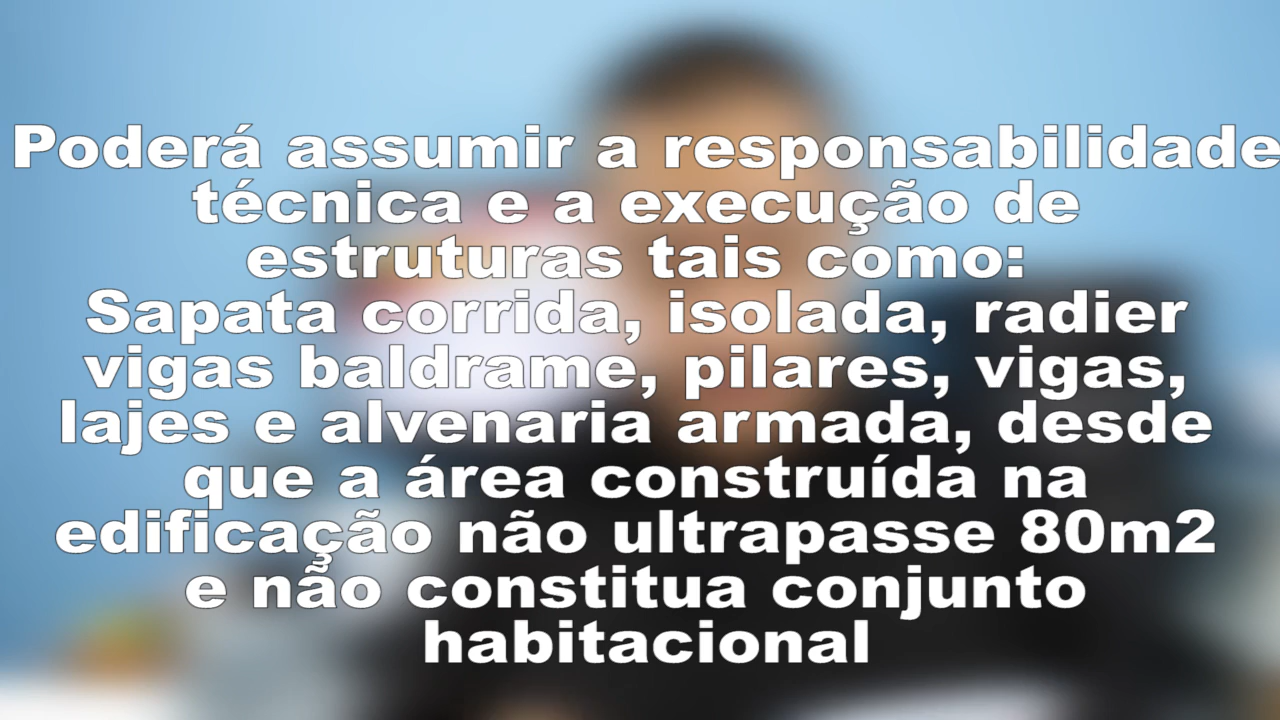 Poderá assumir a responsabilidade
técnica e a execução de
estruturas tais como:
Sapata corrida, isolada, radier
vigas baldrame, pilares, vigas,
lajes e alvenaria armada, desde
que a área construída na
edificação não ultrapasse 80m2
e não constitua conjunto
habitacional